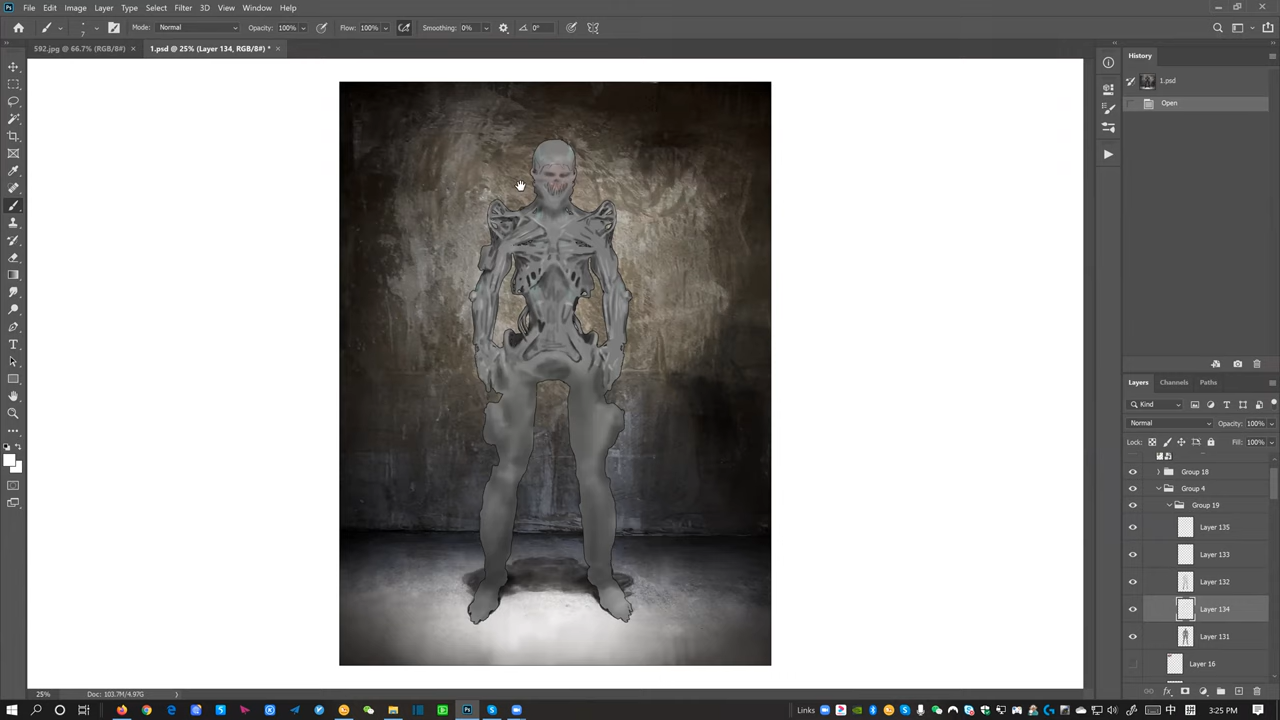 File Edit Image Layer Type Select Filter 3D View Window Help
7 Mode: Normal Opacity: 100% Flow: 100% Smoothing: 0% 0°
592.jpg @ 66.7% (RGB/8#) × 1.psd @ 25% (Layer 134, RGB/8#) * ×
History
1.psd
Open
Layers Channels Paths
Kind
Normal Opacity: 100%
Lock: Fill: 100%
Group 18
Group 4
Group 19
Layer 135
Layer 133
Layer 132
Layer 134
Layer 131
Layer 16
25% Doc: 103.7M/4.97G
Links 中 3:25 PM